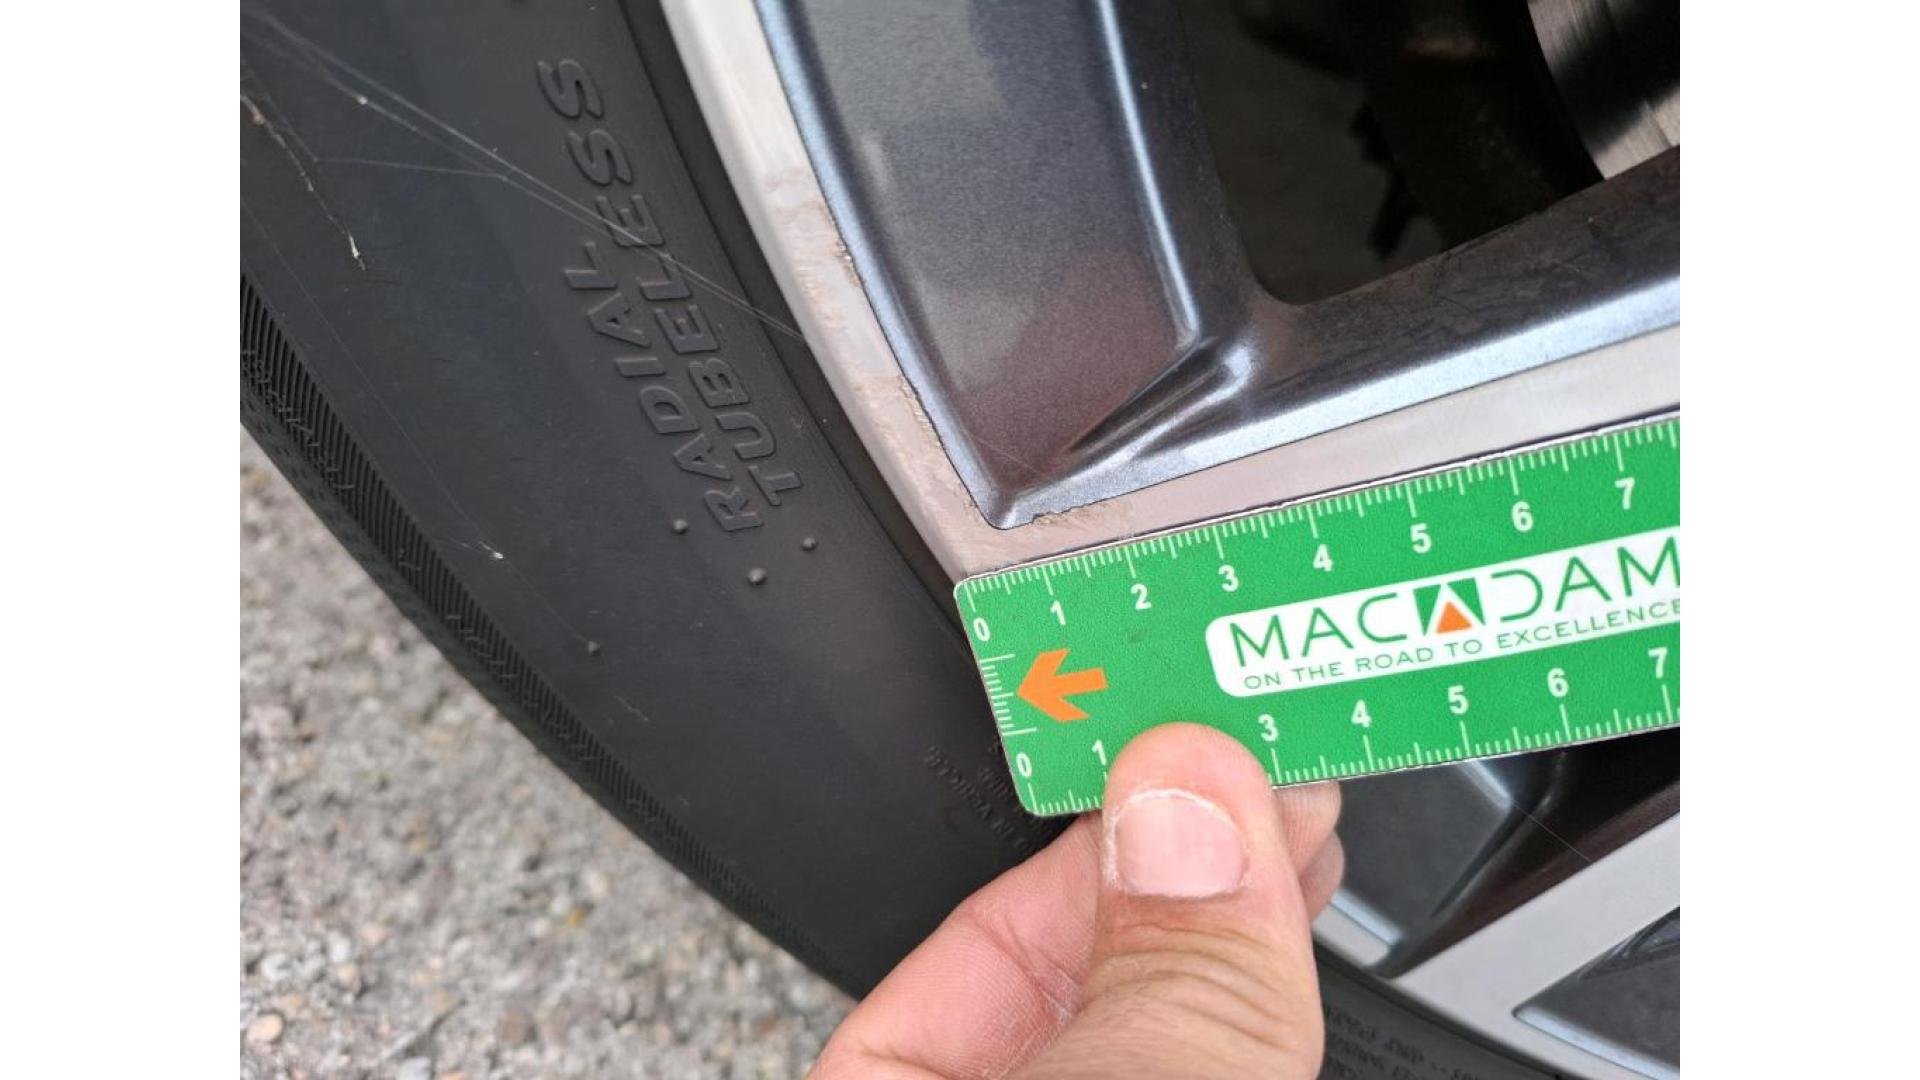 RADIAL
TUBELESS
0 1 2 3 4 5 6 7
MACADAM
ON THE ROAD TO EXCELLENCE
0 1 3 4 5 6 7